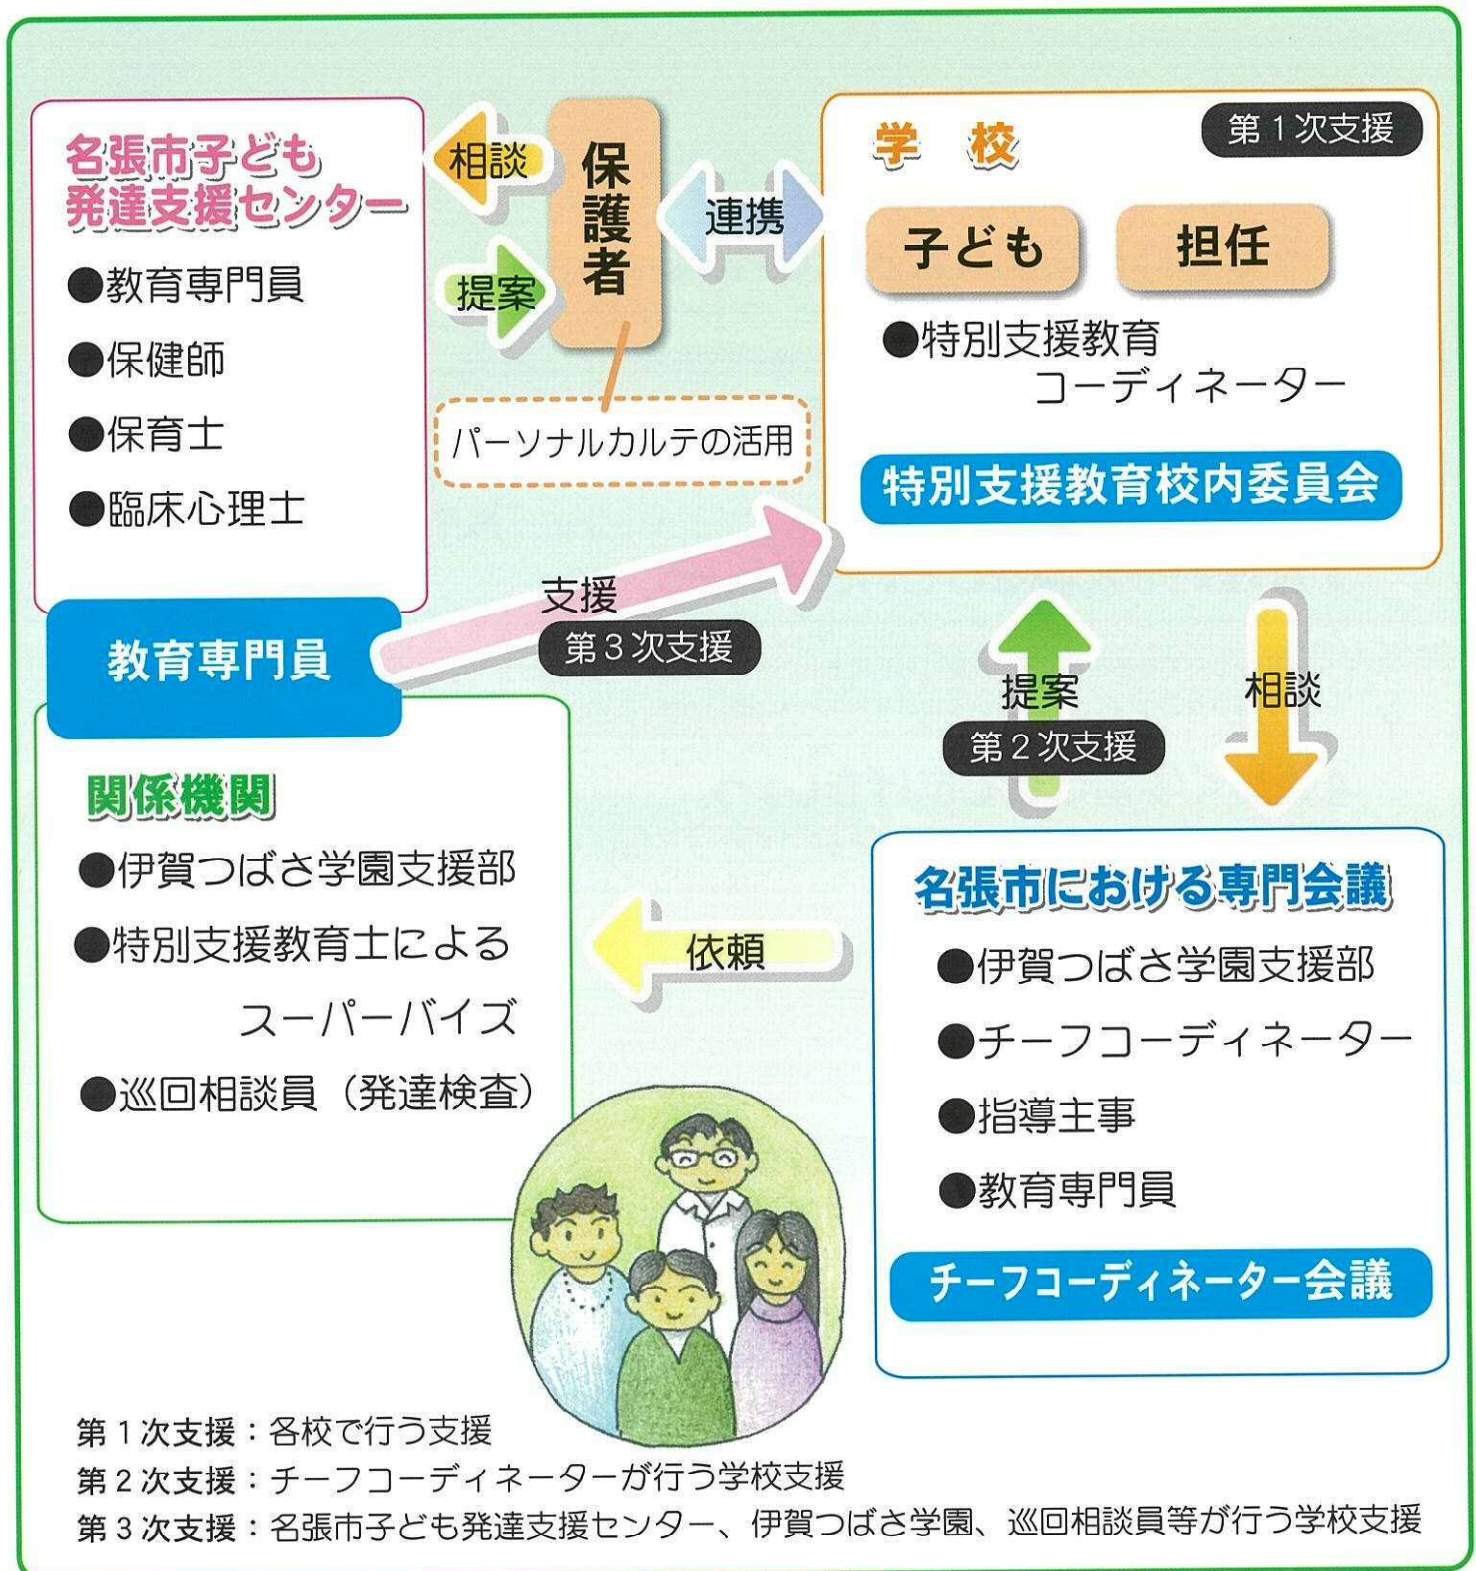 名張市子ども
発達支援センター
●教育専門員
●保健師
●保育士
●臨床心理士
相談
提案
保護者
連携
パーソナルカルテの活用
学 校
第1次支援
子ども
担任
●特別支援教育
コーディネーター
特別支援教育校内委員会
教育専門員
支援
第3次支援
提案
第2次支援
相談
関係機関
●伊賀つばさ学園支援部
●特別支援教育士による
スーパーバイズ
●巡回相談員（発達検査）
依頼
名張市における専門会議
●伊賀つばさ学園支援部
●チーフコーディネーター
●指導主事
●教育専門員
チーフコーディネーター会議
第1次支援：各校で行う支援
第2次支援：チーフコーディネーターが行う学校支援
第3次支援：名張市子ども発達支援センター、伊賀つばさ学園、巡回相談員等が行う学校支援